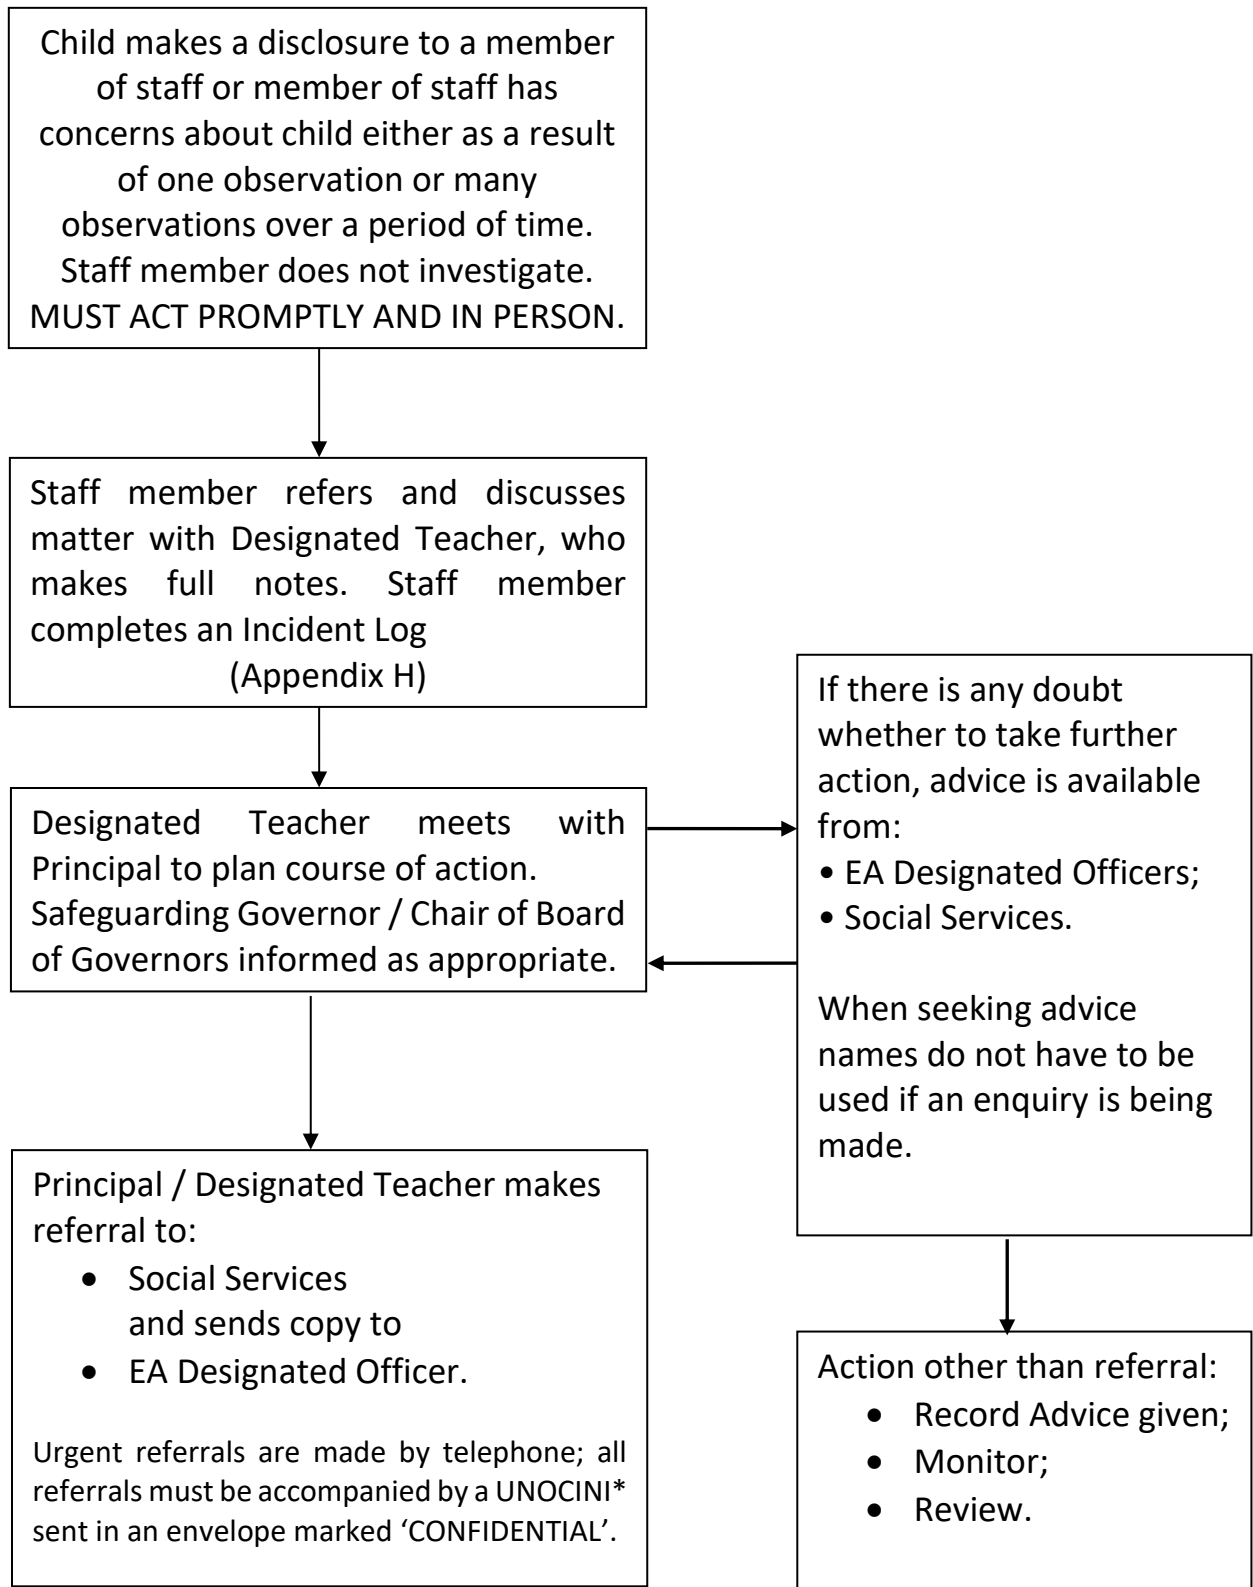 Child makes a disclosure to a member
of staff or member of staff has
concerns about child either as a result
of one observation or many
observations over a period of time.
Staff member does not investigate.
MUST ACT PROMPTLY AND IN PERSON.
Staff member refers and discusses
matter with Designated Teacher, who
makes full notes. Staff member
completes an Incident Log
(Appendix H)
Designated Teacher meets with
Principal to plan course of action.
Safeguarding Governor / Chair of Board
of Governors informed as appropriate.
If there is any doubt
whether to take further
action, advice is available
from:
• EA Designated Officers;
• Social Services.
When seeking advice
names do not have to be
used if an enquiry is being
made.
Principal / Designated Teacher makes
referral to:
• Social Services
and sends copy to
• EA Designated Officer.
Urgent referrals are made by telephone; all
referrals must be accompanied by a UNOCINI*
sent in an envelope marked ‘CONFIDENTIAL’.
Action other than referral:
• Record Advice given;
• Monitor;
• Review.